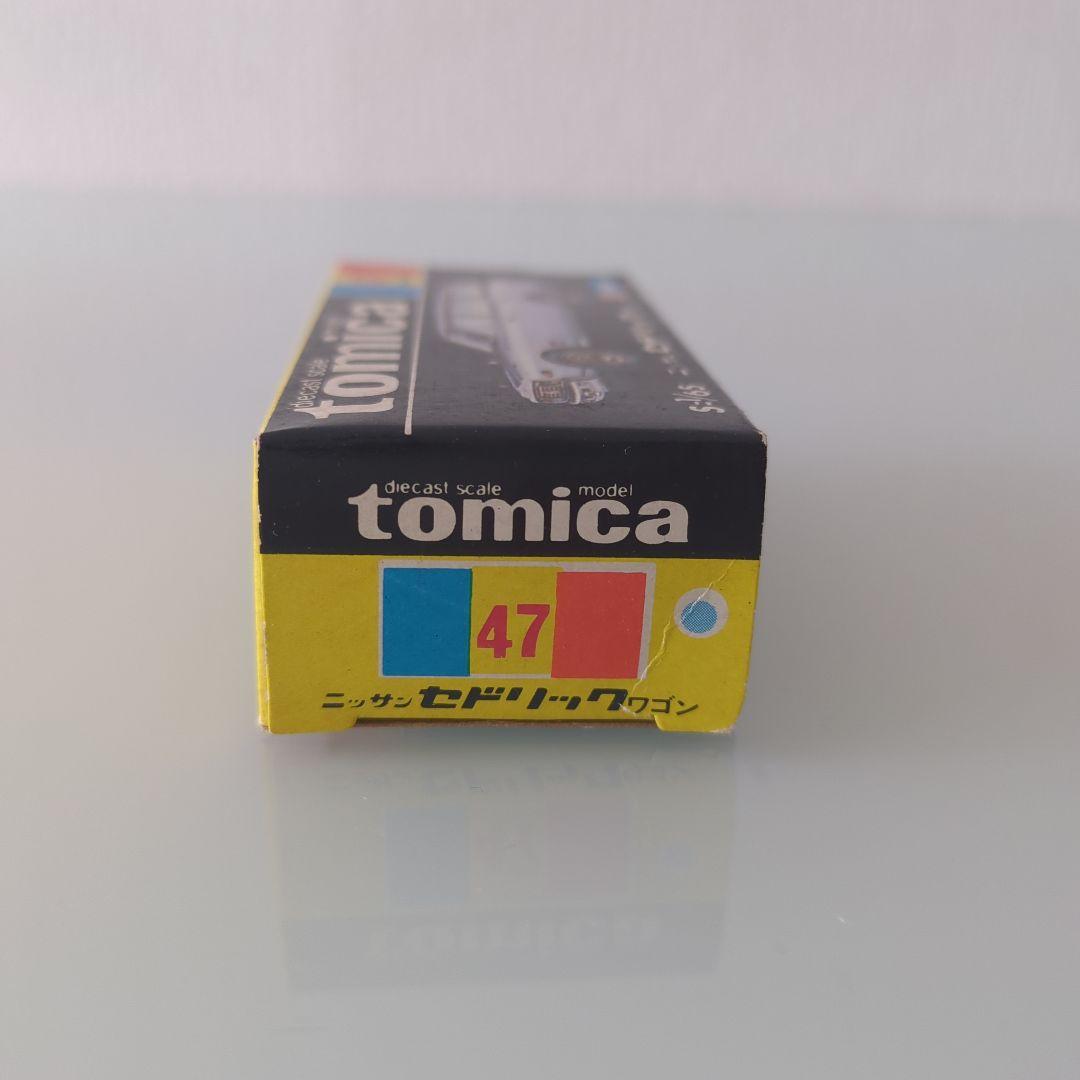 diecast scale
tomica
S=1/65
diecast scale model
tomica
47
ニッサンセドリックワゴン